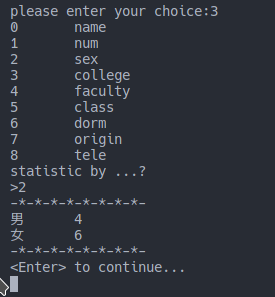 please enter your choice:3
0 name
1 num
2 sex
3 college
4 faculty
5 class
6 dorm
7 origin
8 tele
statistic by ...?
>2
-*-*-*-*-*-*-*-*-
男 4
女 6
-*-*-*-*-*-*-*-*-
<Enter> to continue...